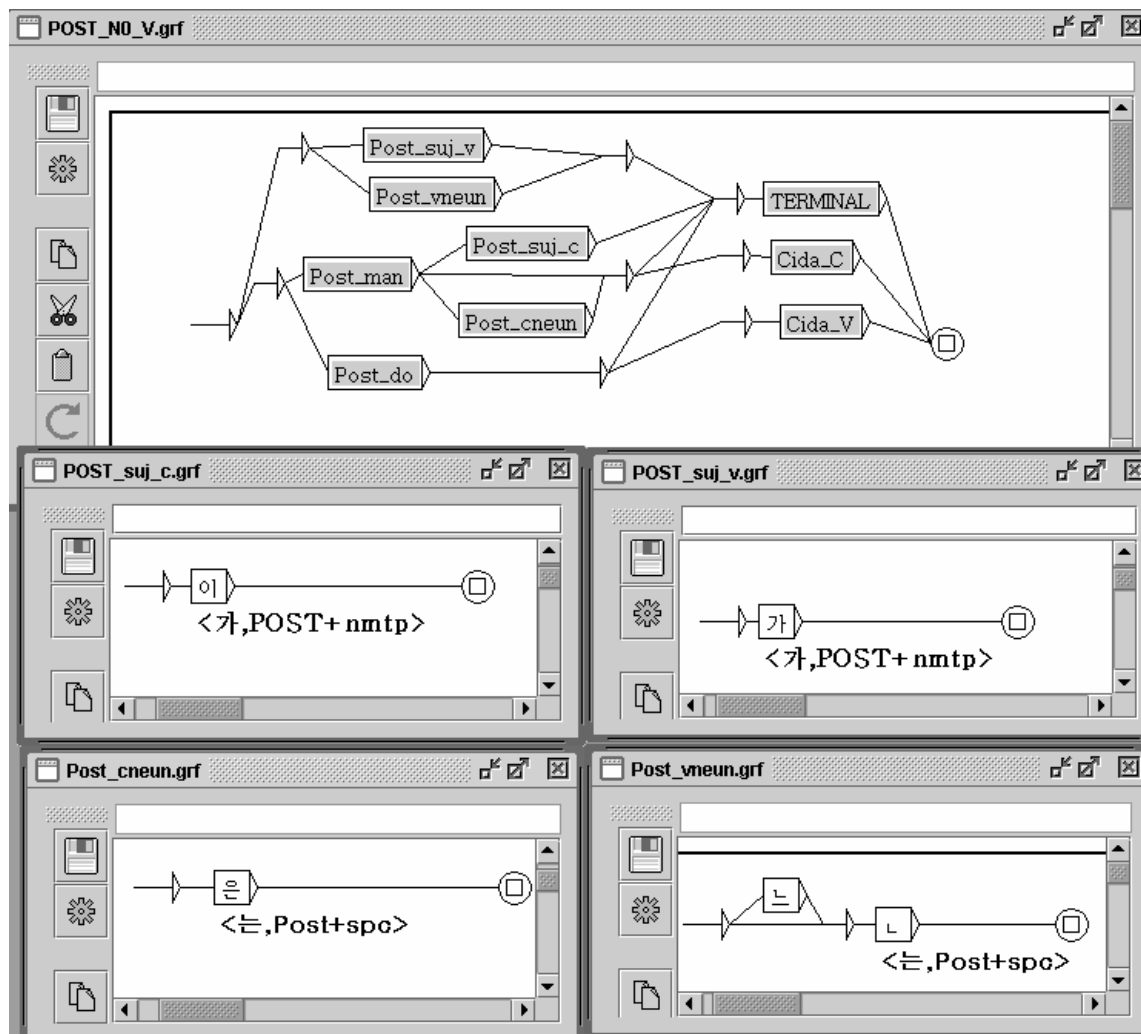 POST_N0_V.grf
Post_suj_v
Post_vneun
TERMINAL
Post_suj_c
Post_man
Cida_C
Post_cneun
Cida_V
Post_do
POST_suj_c.grf
이
<가,POST+nmtp>
POST_suj_v.grf
가
<가,POST+nmtp>
Post_cneun.grf
은
<는,Post+spc>
Post_vneun.grf
느
ㄴ
<는,Post+spc>